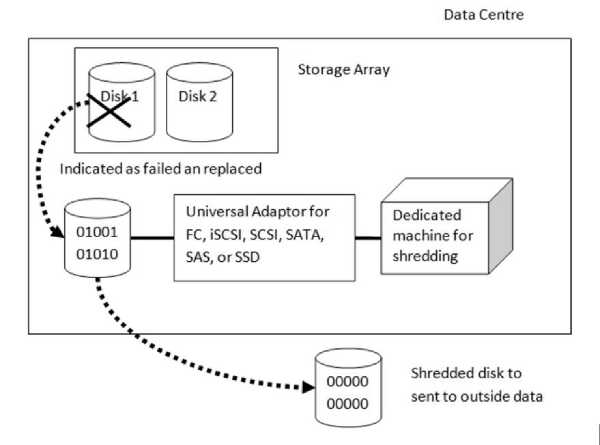 Data Centre
Storage Array
Disk 1
Disk 2
Indicated as failed an replaced
01001
01010
Universal Adaptor for
FC, iSCSI, SCSI, SATA,
SAS, or SSD
Dedicated
machine for
shredding
00000
00000
Shredded disk to
sent to outside data